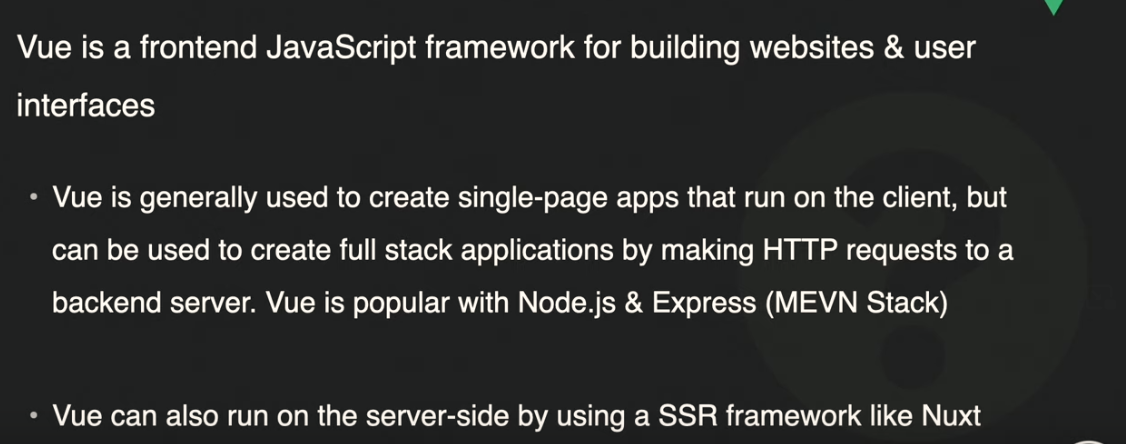 Vue is a frontend JavaScript framework for building websites & user
interfaces
• Vue is generally used to create single-page apps that run on the client, but
can be used to create full stack applications by making HTTP requests to a
backend server. Vue is popular with Node.js & Express (MEVN Stack)
• Vue can also run on the server-side by using a SSR framework like Nuxt